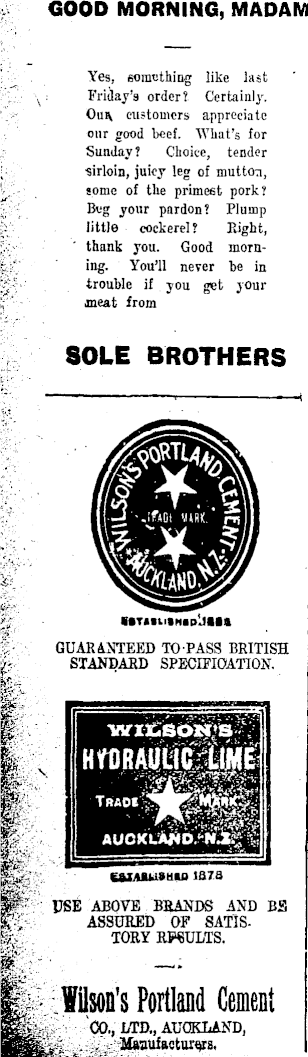 GOOD MORNING, MADAM
Yes, something like last
Friday's order? Certainly.
Our customers appreciate
our good beef. What's for
Sunday? Choice, tender
sirloin, juicy leg of mutton,
some of the primest pork?
Beg your pardon? Plump
little cockerel? Right,
thank you. Good morn-
ing. You'll never be in
trouble if you get your
meat from
SOLE BROTHERS
WILSON'S PORTLAND CEMENT
TRADE MARK.
AUCKLAND, N.Z.
ESTABLISHED
GUARANTEED TO PASS BRITISH
STANDARD SPECIFICATION.
WILSON'S
HYDRAULIC LIME
TRADE MARK
AUCKLAND. N.Z.
ESTABLISHED 1878
USE ABOVE BRANDS AND BE
ASSURED OF SATIS-
TORY RESULTS.
Wilson's Portland Cement
CO., LTD., AUCKLAND,
Manufacturers.